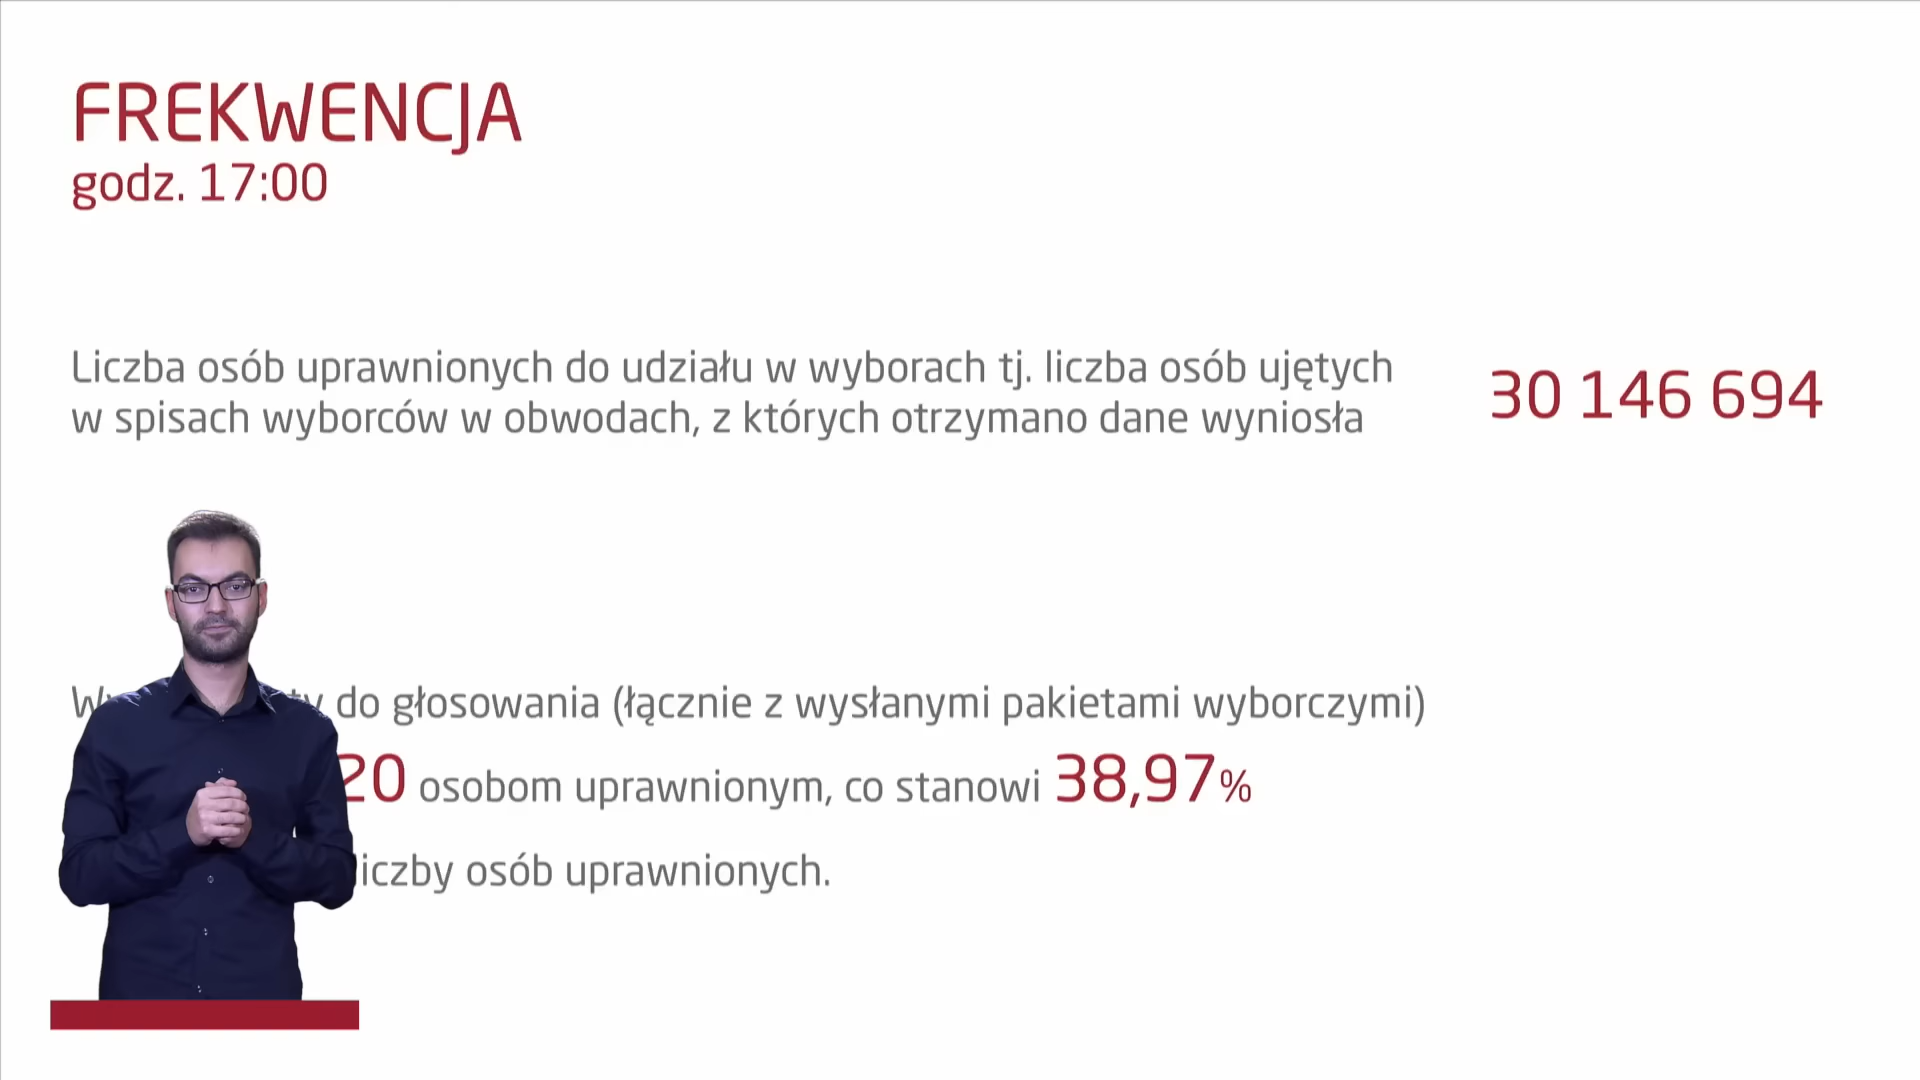 FREKWENCJA
godz. 17:00
Liczba osób uprawnionych do udziału w wyborach tj. liczba osób ujętych
w spisach wyborców w obwodach, z których otrzymano dane wyniosła
30 146 694
do głosowania (łącznie z wysłanymi pakietami wyborczymi)
20 osobom uprawnionym, co stanowi 38,97%
liczby osób uprawnionych.